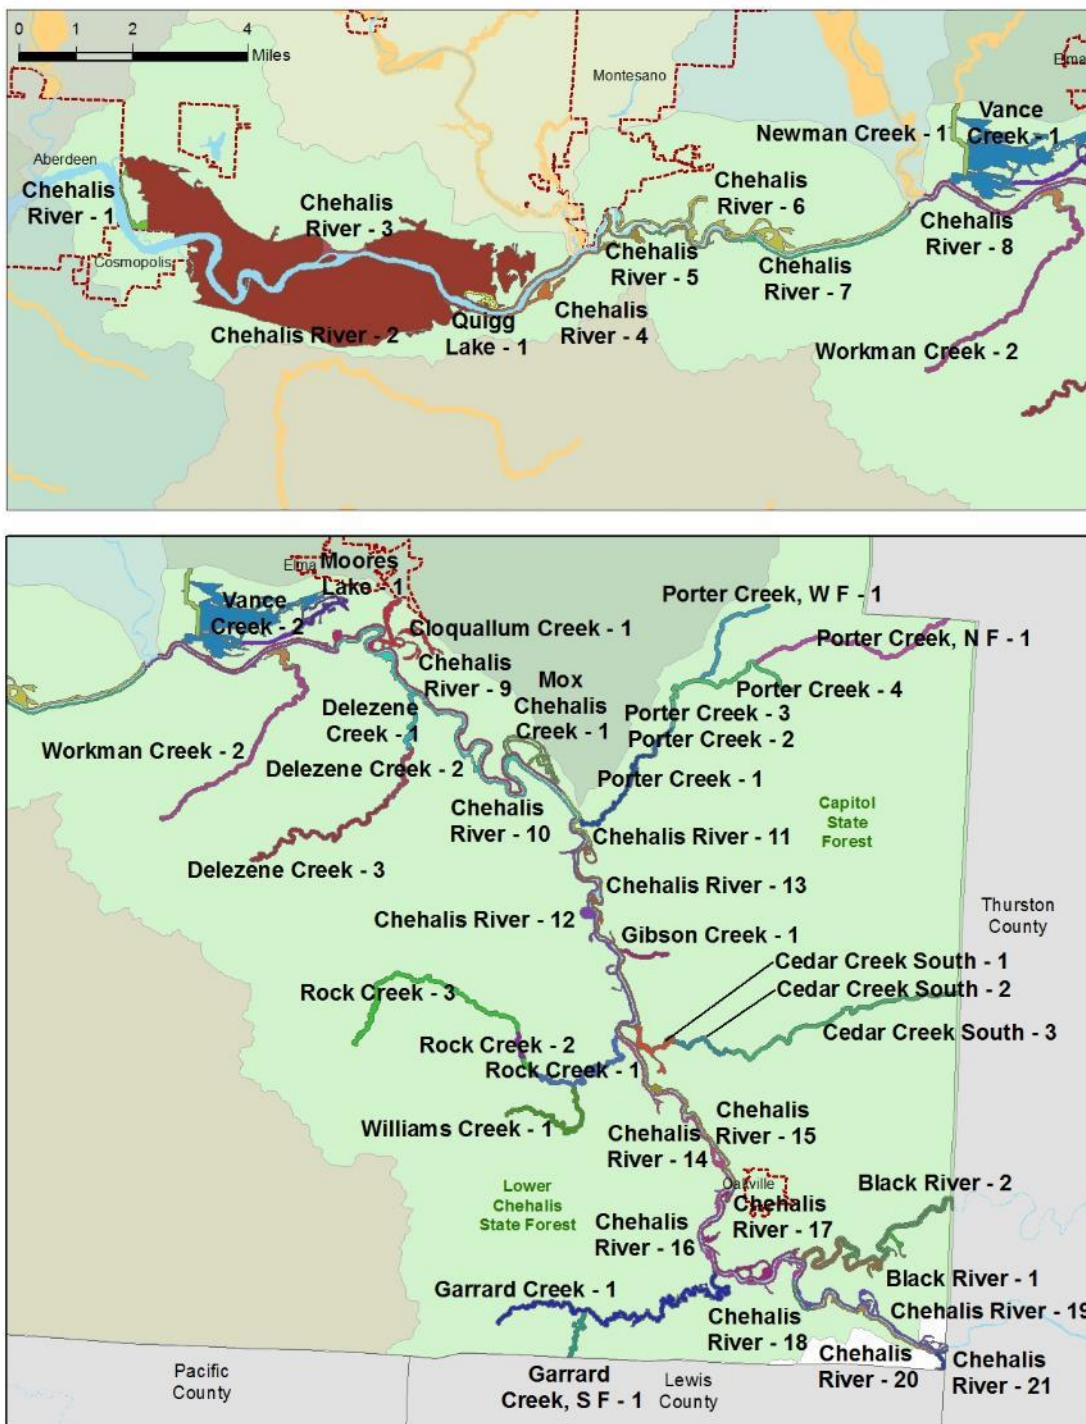 0 1 2 4
Miles
Montesano
Elma
Newman Creek - 1
Vance
Creek - 1
Aberdeen
Chehalis
River - 1
Chehalis
River - 3
Chehalis
River - 6
Chehalis
River - 8
Cosmopolis
Chehalis
River - 5
Chehalis
River - 7
Chehalis River - 2
Quigg
Lake - 1
Chehalis
River - 4
Workman Creek - 2
Elma
Moores
Lake - 1
Vance
Creek - 2
Porter Creek, W F - 1
Cloquallum Creek - 1
Porter Creek, N F - 1
Chehalis
River - 9
Mox
Chehalis
Creek - 1
Porter Creek - 4
Delezene
Creek - 1
Porter Creek - 3
Porter Creek - 2
Workman Creek - 2
Delezene Creek - 2
Porter Creek - 1
Chehalis
River - 10
Capitol
State
Forest
Chehalis River - 11
Delezene Creek - 3
Chehalis River - 13
Chehalis River - 12
Thurston
County
Gibson Creek - 1
Cedar Creek South - 1
Rock Creek - 3
Cedar Creek South - 2
Cedar Creek South - 3
Rock Creek - 2
Rock Creek - 1
Williams Creek - 1
Chehalis
River - 14
Chehalis
River - 15
Lower
Chehalis
State Forest
Oakville
Black River - 2
Chehalis
River - 16
Chehalis
River - 17
Garrard Creek - 1
Black River - 1
Chehalis River - 19
Chehalis
River - 18
Chehalis
River - 20
Chehalis
River - 21
Pacific
County
Garrard
Creek, S F - 1
Lewis
County